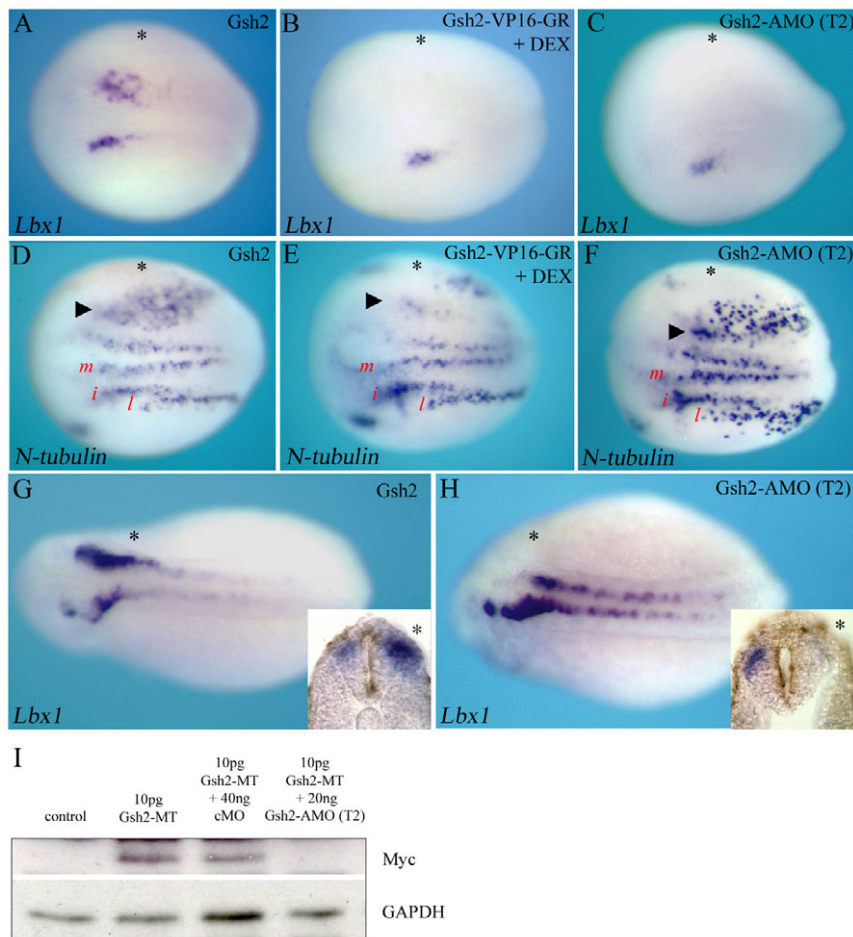 A
*
Gsh2
Lbx1
B
*
Gsh2-VP16-GR
+ DEX
Lbx1
C
*
Gsh2-AMO (T2)
Lbx1
D
*
Gsh2
m
i
l
N-tubulin
E
*
Gsh2-VP16-GR
+ DEX
m
i
l
N-tubulin
F
*
Gsh2-AMO (T2)
m
i
l
N-tubulin
G
*
Gsh2
*
Lbx1
H
*
Gsh2-AMO (T2)
*
Lbx1
I
control
10pg
Gsh2-MT
10pg
Gsh2-MT
+ 40ng
cMO
10pg
Gsh2-MT
+ 20ng
Gsh2-AMO (T2)
Myc
GAPDH